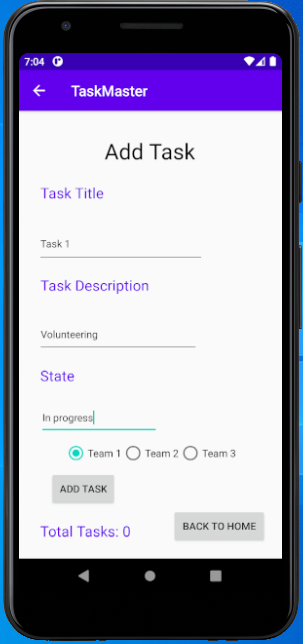 7:04
TaskMaster
Add Task
Task Title
Task 1
Task Description
Volunteering
State
In progress
Team 1 Team 2 Team 3
ADD TASK
BACK TO HOME
Total Tasks: 0